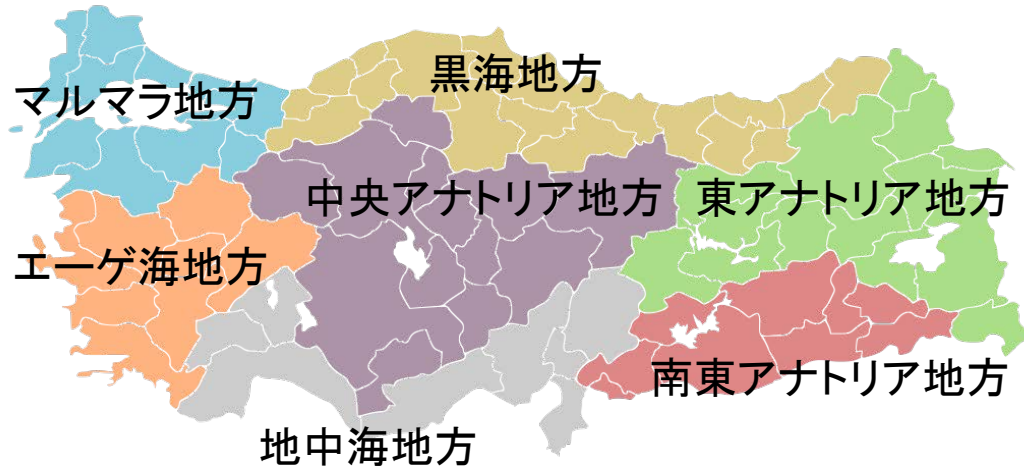 黒海地方
マルマラ地方
中央アナトリア地方
東アナトリア地方
エーゲ海地方
南東アナトリア地方
地中海地方